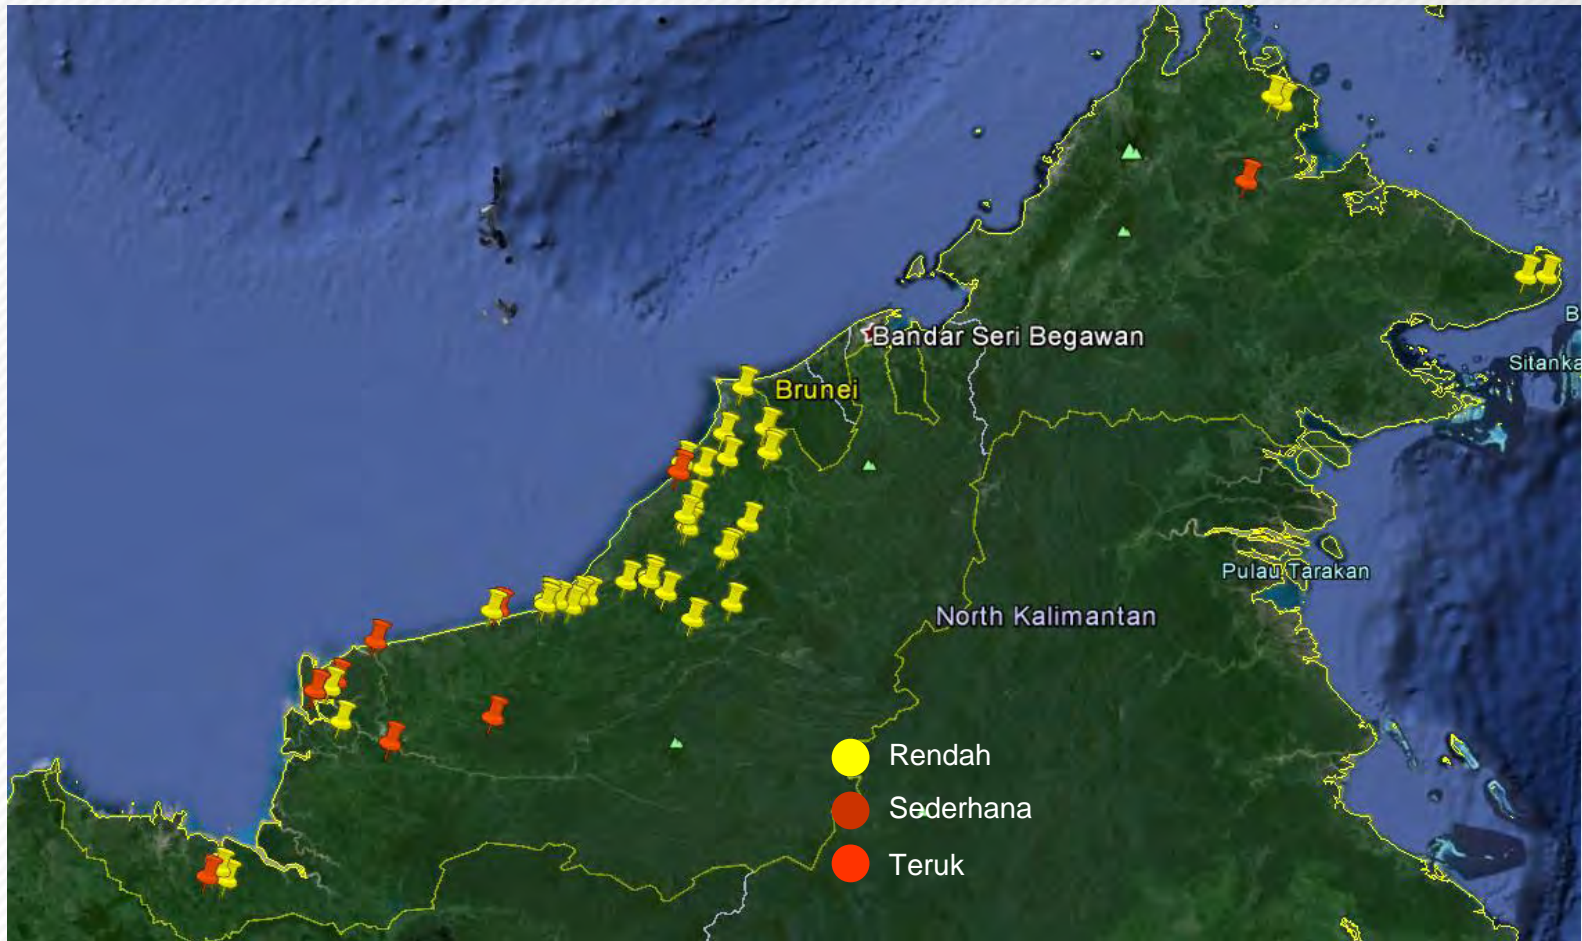 Bandar Seri Begawan
B
Sitanka
Brunei
Pulau Tarakan
North Kalimantan
Rendah
Sederhana
Teruk